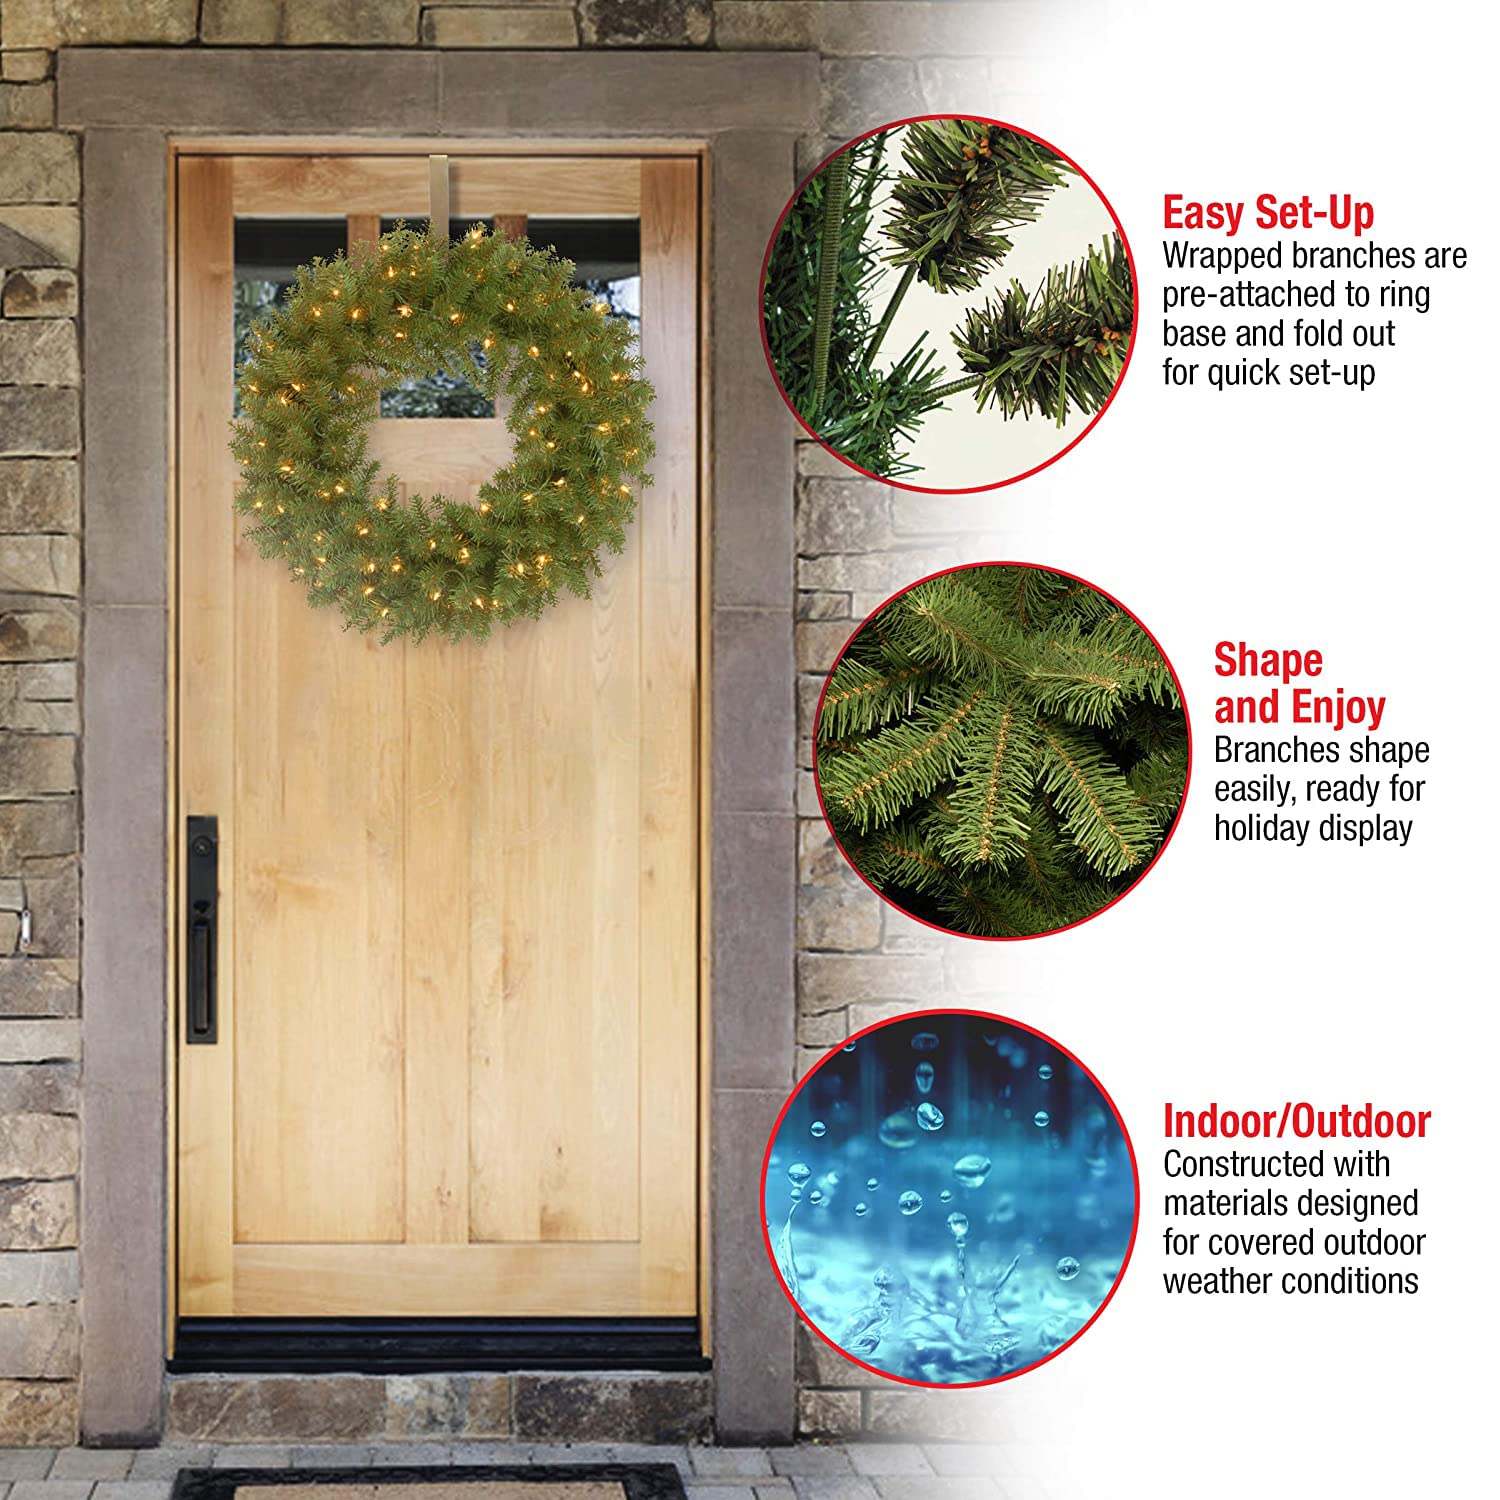 Easy Set-Up
Wrapped branches are
pre-attached to ring
base and fold out
for quick set-up
Shape
and Enjoy
Branches shape
easily, ready for
holiday display
Indoor/Outdoor
Constructed with
materials designed
for covered outdoor
weather conditions